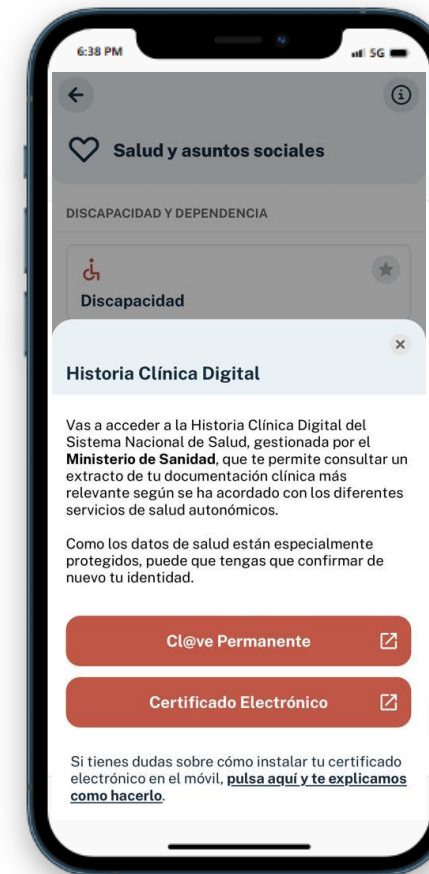 6:38 PM
5G
Salud y asuntos sociales
DISCAPACIDAD Y DEPENDENCIA
Discapacidad
Historia Clínica Digital
Vas a acceder a la Historia Clínica Digital del
Sistema Nacional de Salud, gestionada por el
Ministerio de Sanidad, que te permite consultar un
extracto de tu documentación clínica más
relevante según se ha acordado con los diferentes
servicios de salud autonómicos.
Como los datos de salud están especialmente
protegidos, puede que tengas que confirmar de
nuevo tu identidad.
Cl@ve Permanente
Certificado Electrónico
Si tienes dudas sobre cómo instalar tu certificado
electrónico en el móvil, pulsa aquí y te explicamos
como hacerlo.